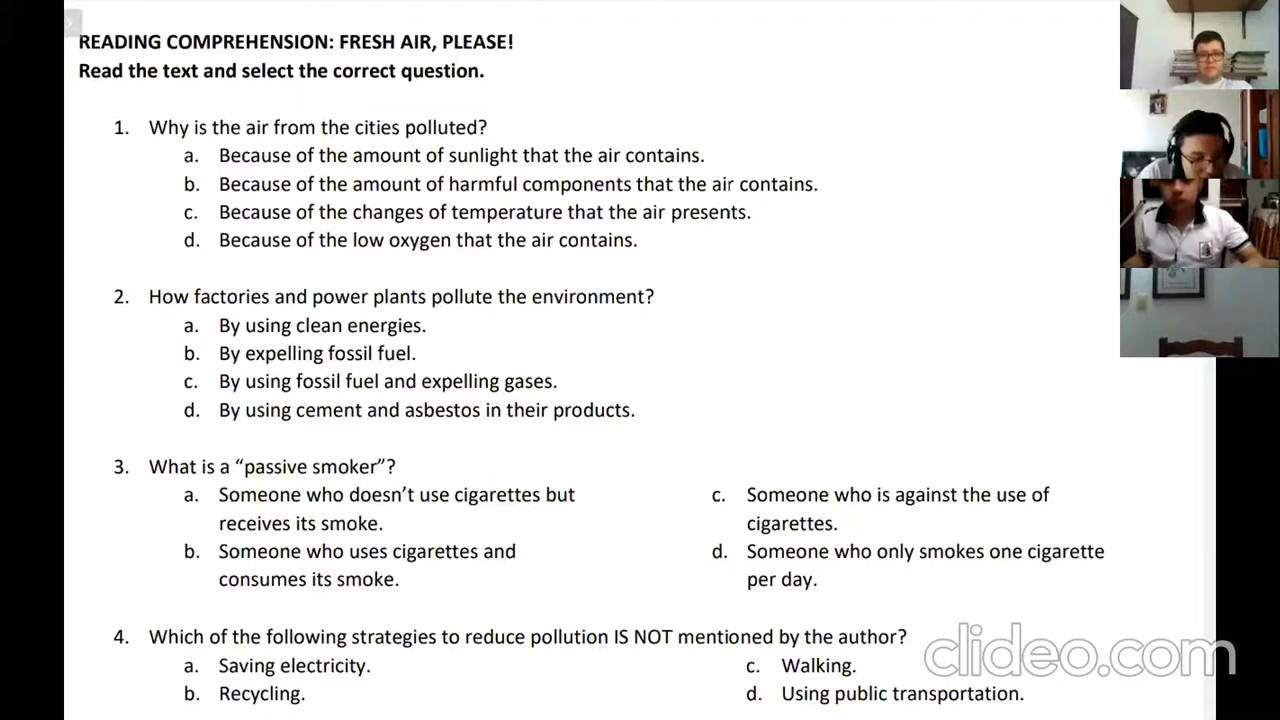 READING COMPREHENSION: FRESH AIR, PLEASE!
Read the text and select the correct question.
1. Why is the air from the cities polluted?
a. Because of the amount of sunlight that the air contains.
b. Because of the amount of harmful components that the air contains.
c. Because of the changes of temperature that the air presents.
d. Because of the low oxygen that the air contains.
2. How factories and power plants pollute the environment?
a. By using clean energies.
b. By expelling fossil fuel.
c. By using fossil fuel and expelling gases.
d. By using cement and asbestos in their products.
3. What is a “passive smoker”?
a. Someone who doesn’t use cigarettes but
receives its smoke.
b. Someone who uses cigarettes and
consumes its smoke.
c. Someone who is against the use of
cigarettes.
d. Someone who only smokes one cigarette
per day.
4. Which of the following strategies to reduce pollution IS NOT mentioned by the author?
a. Saving electricity.
b. Recycling.
c. Walking.
d. Using public transportation.
clideo.com